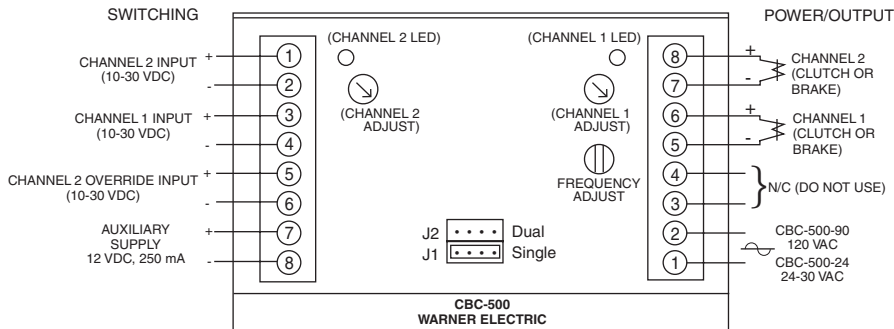 SWITCHING
POWER/OUTPUT
CHANNEL 2 INPUT
(10-30 VDC)
+
-
CHANNEL 1 INPUT
(10-30 VDC)
+
-
CHANNEL 2 OVERRIDE INPUT
(10-30 VDC)
+
-
AUXILIARY
SUPPLY
12 VDC, 250 mA
+
-
1
2
3
4
5
6
7
8
(CHANNEL 2 LED)
(CHANNEL 2
ADJUST)
(CHANNEL 1 LED)
(CHANNEL 1
ADJUST)
FREQUENCY
ADJUST
J2 Dual
J1 Single
8
7
6
5
4
3
2
1
+
-
CHANNEL 2
(CLUTCH OR
BRAKE)
+
-
CHANNEL 1
(CLUTCH OR
BRAKE)
N/C (DO NOT USE)
CBC-500-90
120 VAC
CBC-500-24
24-30 VAC
CBC-500
WARNER ELECTRIC